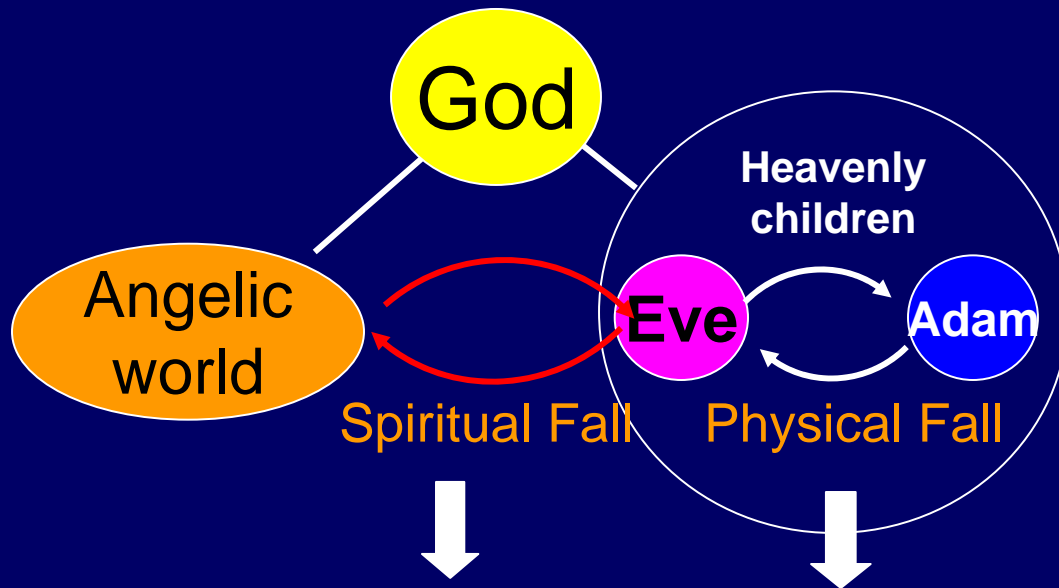 God
Heavenly
children
Angelic
world
Eve
Adam
Spiritual Fall
Physical Fall